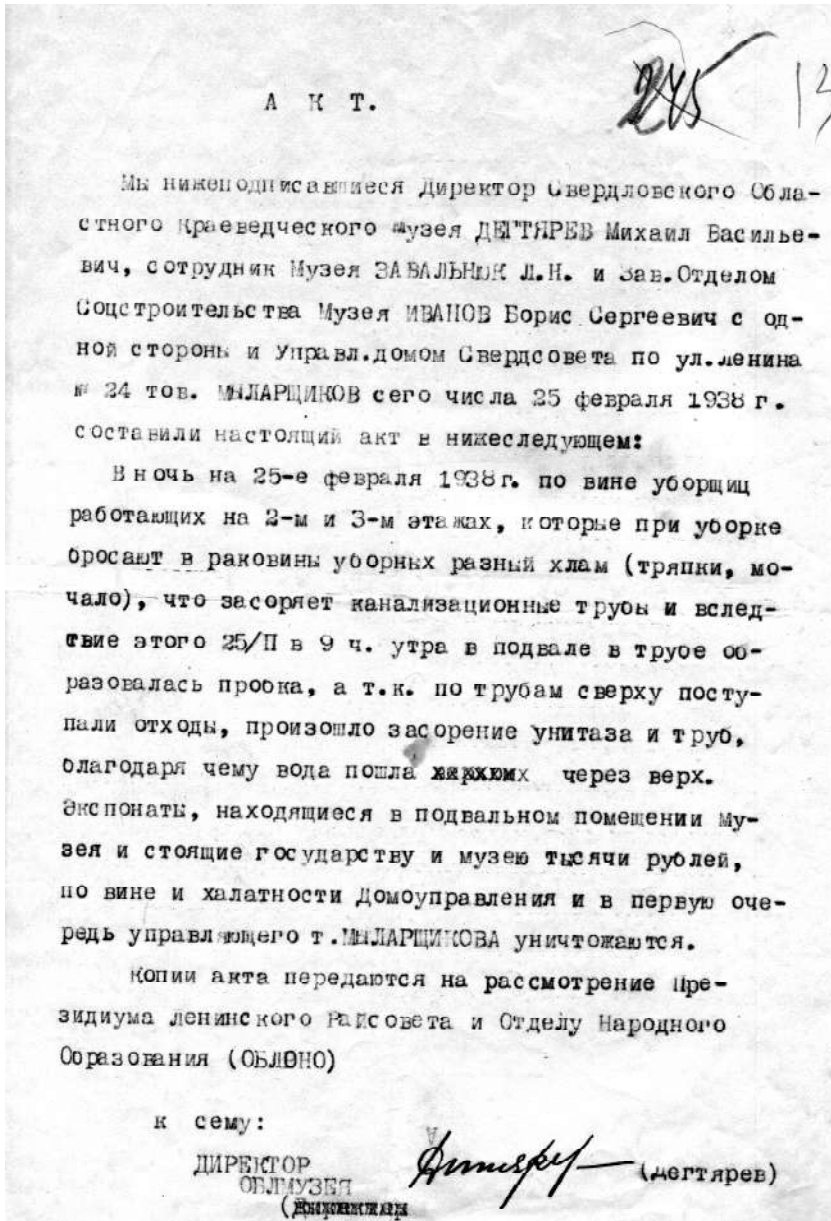 245 13
А К Т.
Мы нижеподписавшиеся Директор Свердловского Обла-
стного Краеведческого Музея ДЕГТЯРЕВ Михаил Василье-
вич, сотрудник Музея ЗАВАЛЬНЮК Л.Н. и Зав.Отделом
Соцстроительства Музея ИВАНОВ Борис Сергеевич с од-
ной стороны и Управл.домом Свердсовета по ул.Ленина
№ 24 тов. МЫЛАРЩИКОВ сего числа 25 февраля 1938 г.
составили настоящий акт в нижеследующем:
В ночь на 25-е февраля 1938г. по вине уборщиц
работающих на 2-м и 3-м этажах, которые при уборке
бросают в раковины уборных разный хлам (тряпки, мо-
чало), что засоряет канализационные трубы и вслед-
ствие этого 25/П в 9 ч. утра в подвале в трубе об-
разовалась пробка, а т.к. по трубам сверху посту-
пали отходы, произошло засорение унитаза и труб,
благодаря чему вода пошла через верх.
Экспонаты, находящиеся в подвальном помещении Му-
зея и стоящие государству и музею тысячи рублей,
по вине и халатности Домоуправления и в первую оче-
редь управляющего т.МЫЛАРЩИКОВА уничтожаются.
Копии акта передаются на рассмотрение Пре-
зидиума Ленинского Райсовета и Отделу Народного
Образования (ОБЛОНО)
к сему:
ДИРЕКТОР
ОБЛМУЗЕЯ
(Дегтярев)